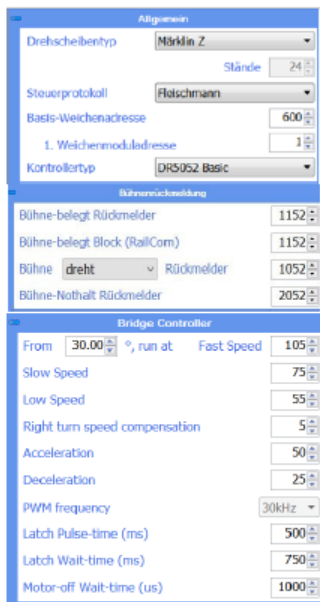 Allgemein
Drehscheibentyp Märklin Z
Stände 24
Steuerprotokoll Fleischmann
Basis-Weichenadresse 600
1. Weichenmoduladresse 1
Kontrollertyp DR5052 Basic
Bühnenrückmeldung
Bühne-belegt Rückmelder 1152
Bühne-belegt Block (RailCom) 1152
Bühne dreht Rückmelder 1052
Bühne-Nothalt Rückmelder 2052
Bridge Controller
From 30.00 °, run at Fast Speed 105
Slow Speed 75
Low Speed 55
Right turn speed compensation 5
Acceleration 50
Deceleration 25
PWM frequency 30kHz
Latch Pulse-time (ms) 500
Latch Wait-time (ms) 750
Motor-off Wait-time (us) 1000